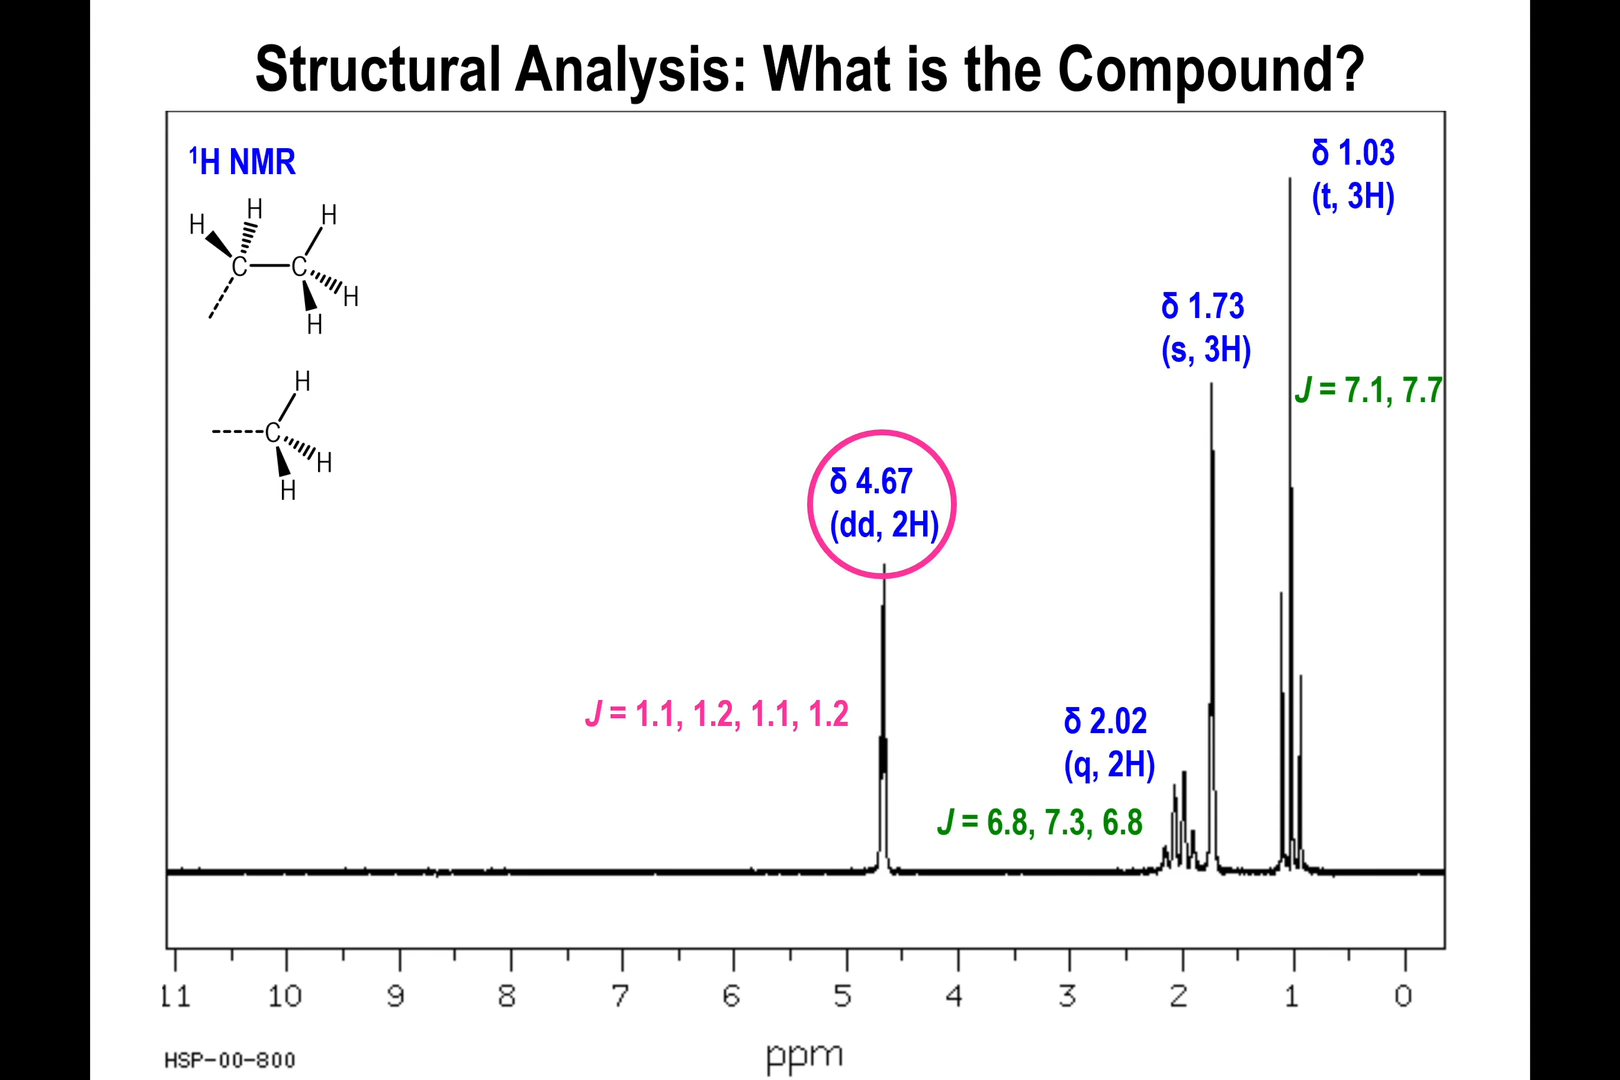 Structural Analysis: What is the Compound?
¹H NMR
H
H
H
C
C
H
H
H
C
H
H
δ 1.03
(t, 3H)
J = 7.1, 7.7
δ 1.73
(s, 3H)
δ 4.67
(dd, 2H)
J = 1.1, 1.2, 1.1, 1.2
δ 2.02
(q, 2H)
J = 6.8, 7.3, 6.8
11 10 9 8 7 6 5 4 3 2 1 0
HSP-00-800
ppm